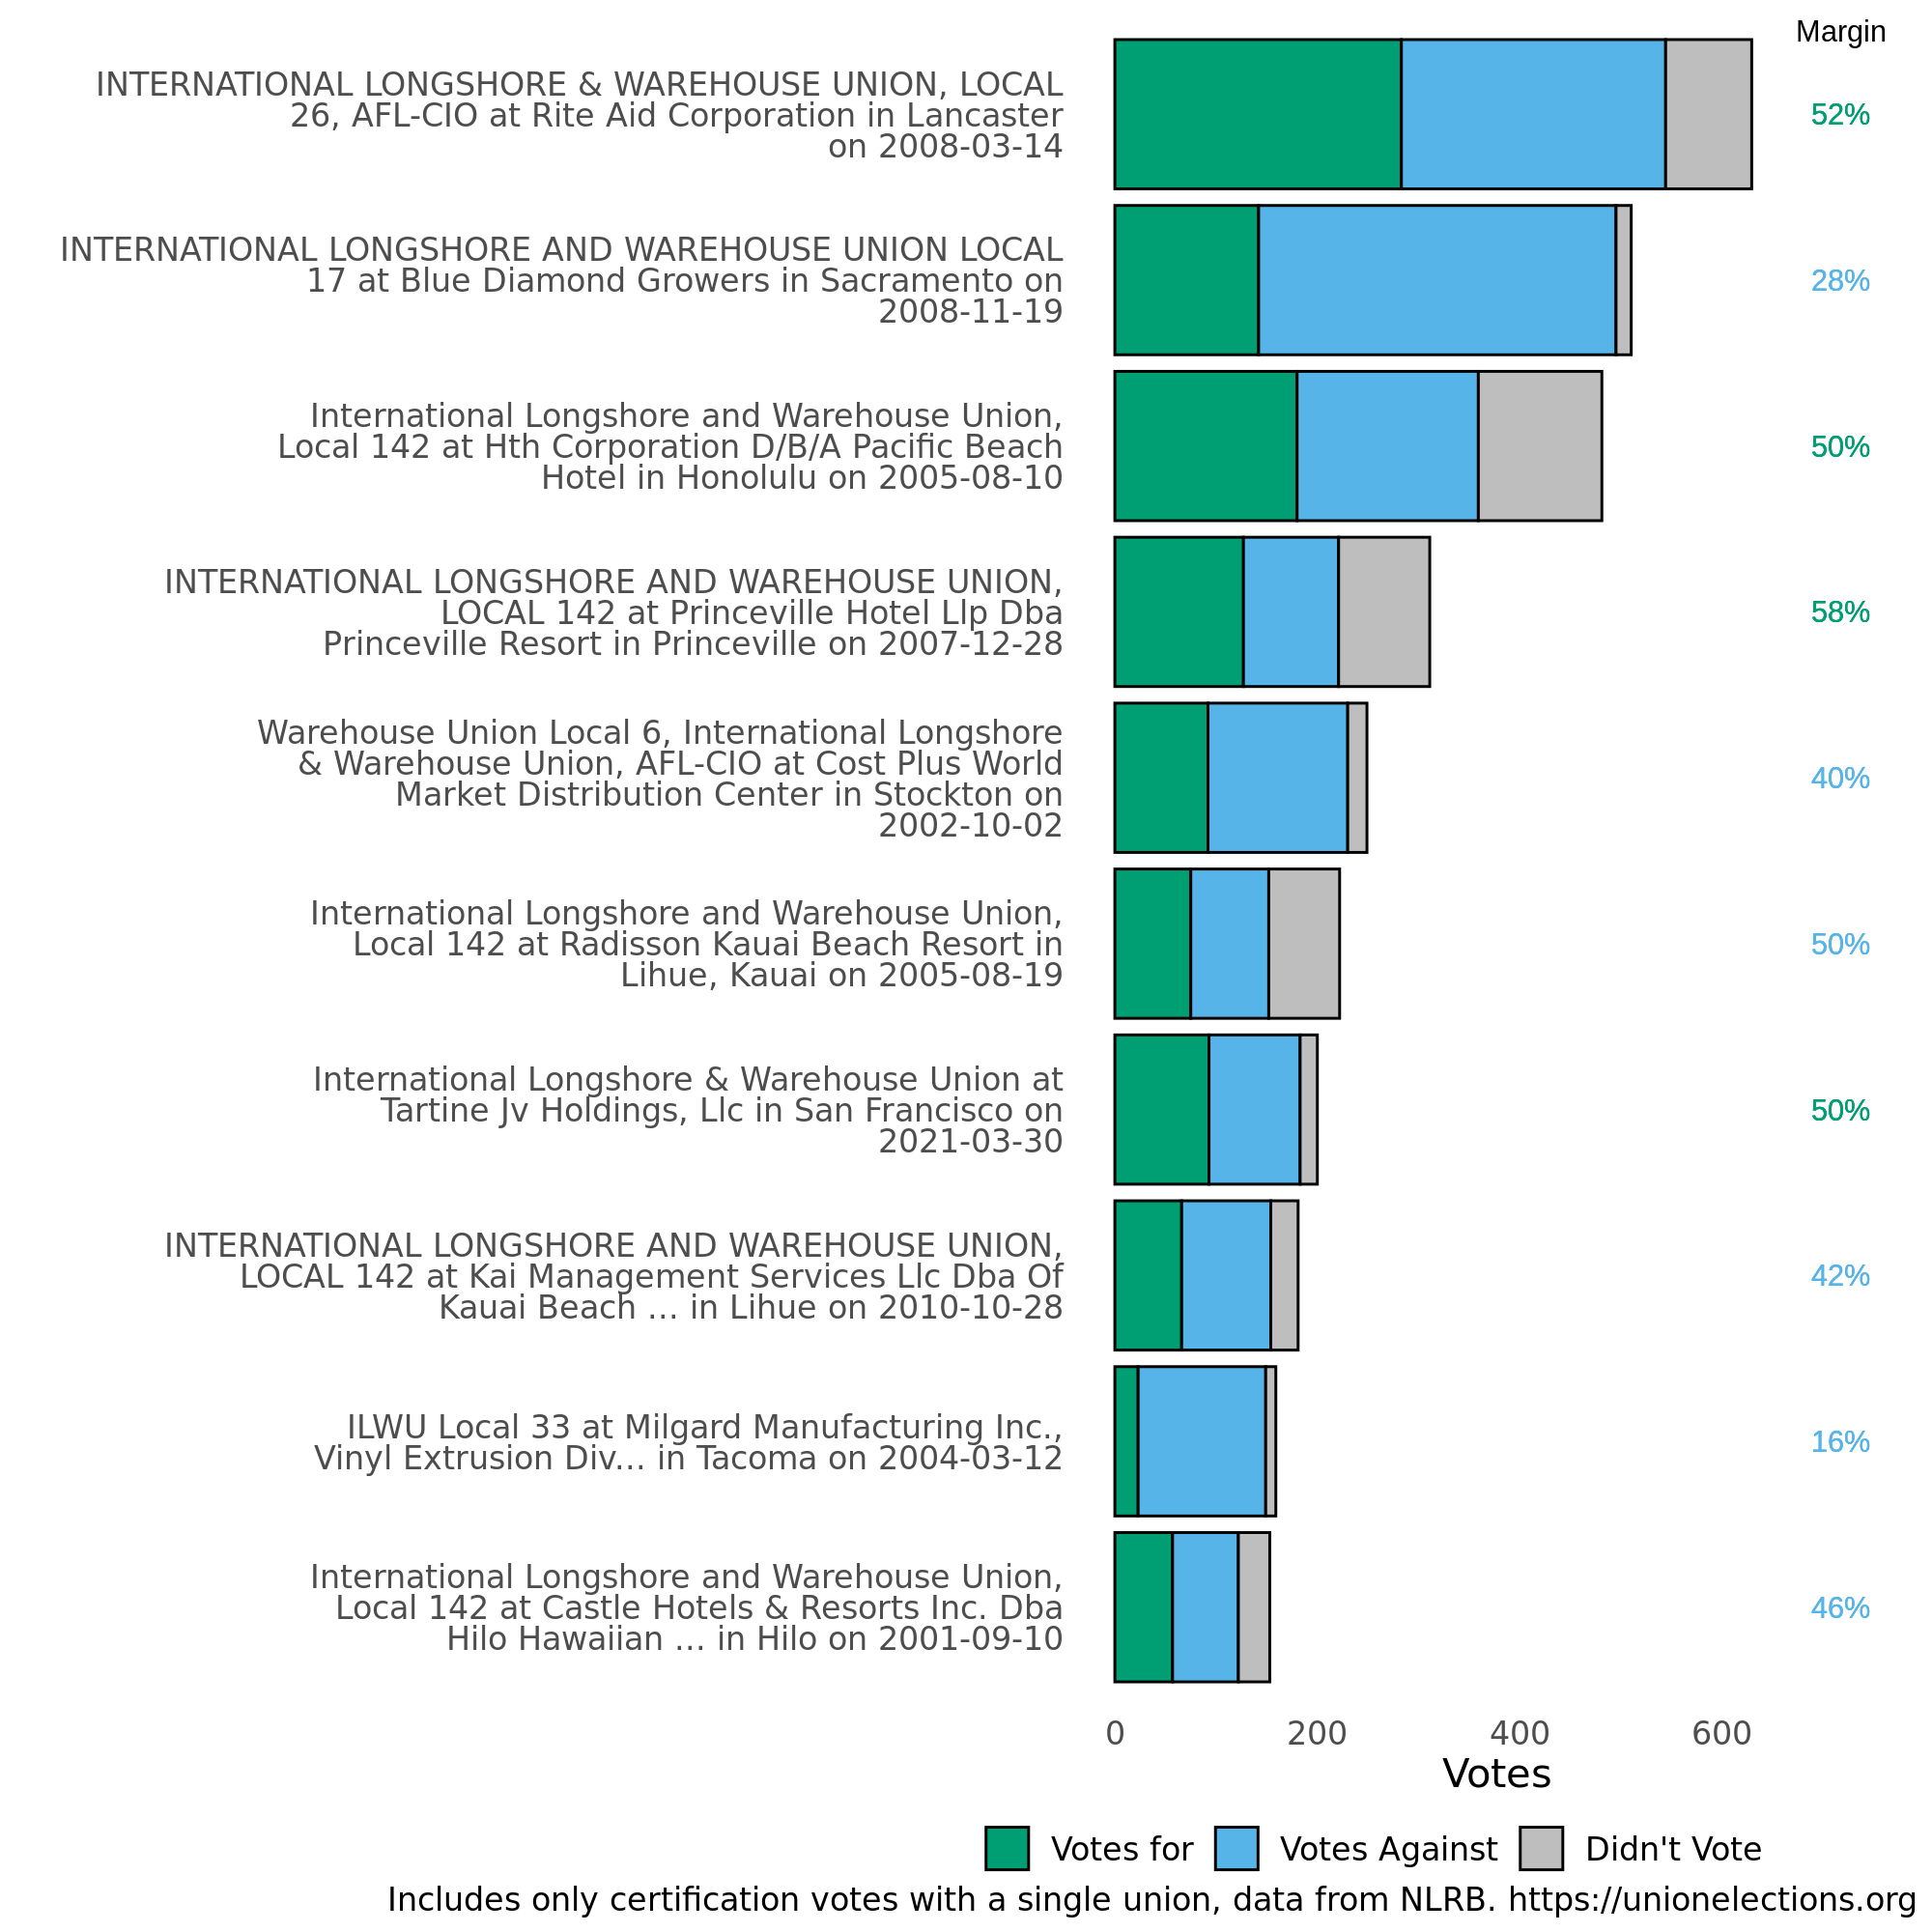 Margin
INTERNATIONAL LONGSHORE & WAREHOUSE UNION, LOCAL
26, AFL-CIO at Rite Aid Corporation in Lancaster
on 2008-03-14
52%
INTERNATIONAL LONGSHORE AND WAREHOUSE UNION LOCAL
17 at Blue Diamond Growers in Sacramento on
2008-11-19
28%
International Longshore and Warehouse Union,
Local 142 at Hth Corporation D/B/A Pacific Beach
Hotel in Honolulu on 2005-08-10
50%
INTERNATIONAL LONGSHORE AND WAREHOUSE UNION,
LOCAL 142 at Princeville Hotel Llp Dba
Princeville Resort in Princeville on 2007-12-28
58%
Warehouse Union Local 6, International Longshore
& Warehouse Union, AFL-CIO at Cost Plus World
Market Distribution Center in Stockton on
2002-10-02
40%
International Longshore and Warehouse Union,
Local 142 at Radisson Kauai Beach Resort in
Lihue, Kauai on 2005-08-19
50%
International Longshore & Warehouse Union at
Tartine Jv Holdings, Llc in San Francisco on
2021-03-30
50%
INTERNATIONAL LONGSHORE AND WAREHOUSE UNION,
LOCAL 142 at Kai Management Services Llc Dba Of
Kauai Beach ... in Lihue on 2010-10-28
42%
ILWU Local 33 at Milgard Manufacturing Inc.,
Vinyl Extrusion Div... in Tacoma on 2004-03-12
16%
International Longshore and Warehouse Union,
Local 142 at Castle Hotels & Resorts Inc. Dba
Hilo Hawaiian ... in Hilo on 2001-09-10
46%
0 200 400 600
Votes
Votes for Votes Against Didn't Vote
Includes only certification votes with a single union, data from NLRB. https://unionelections.org